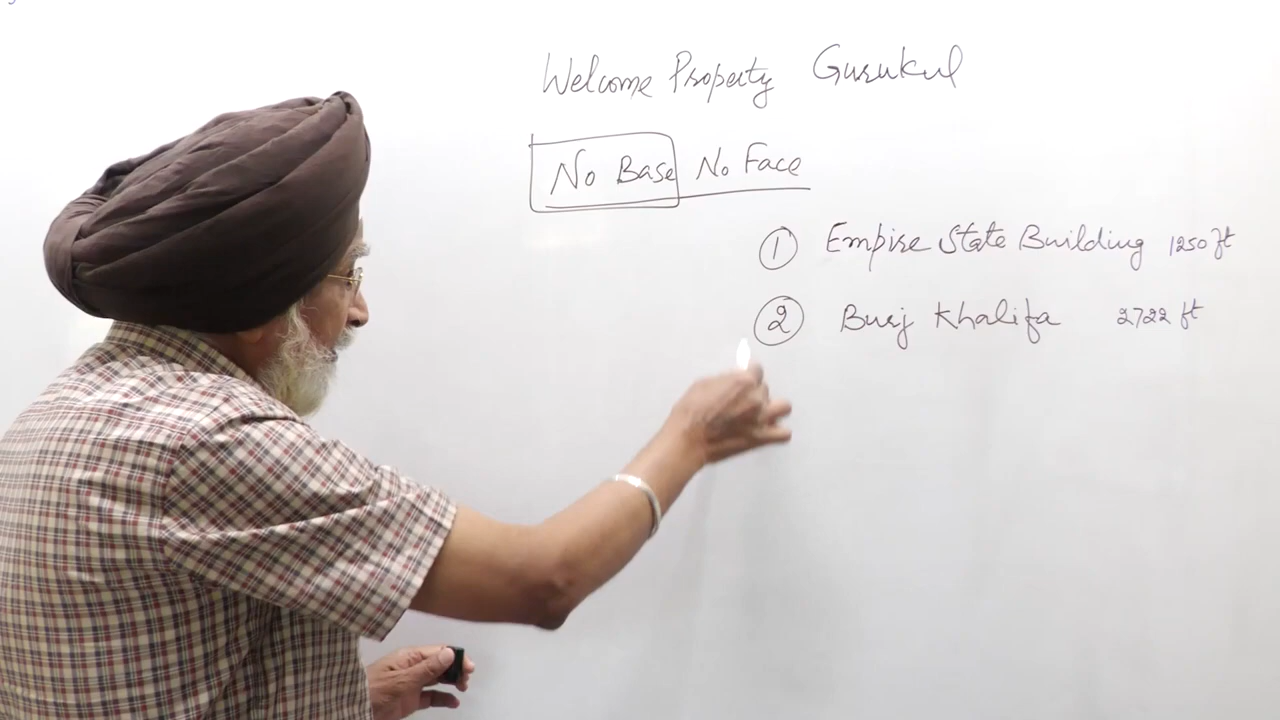 Welcome Property Gurukul
No Base No Face
1 Empire State Building 1250 ft
2 Burj Khalifa 2722 ft